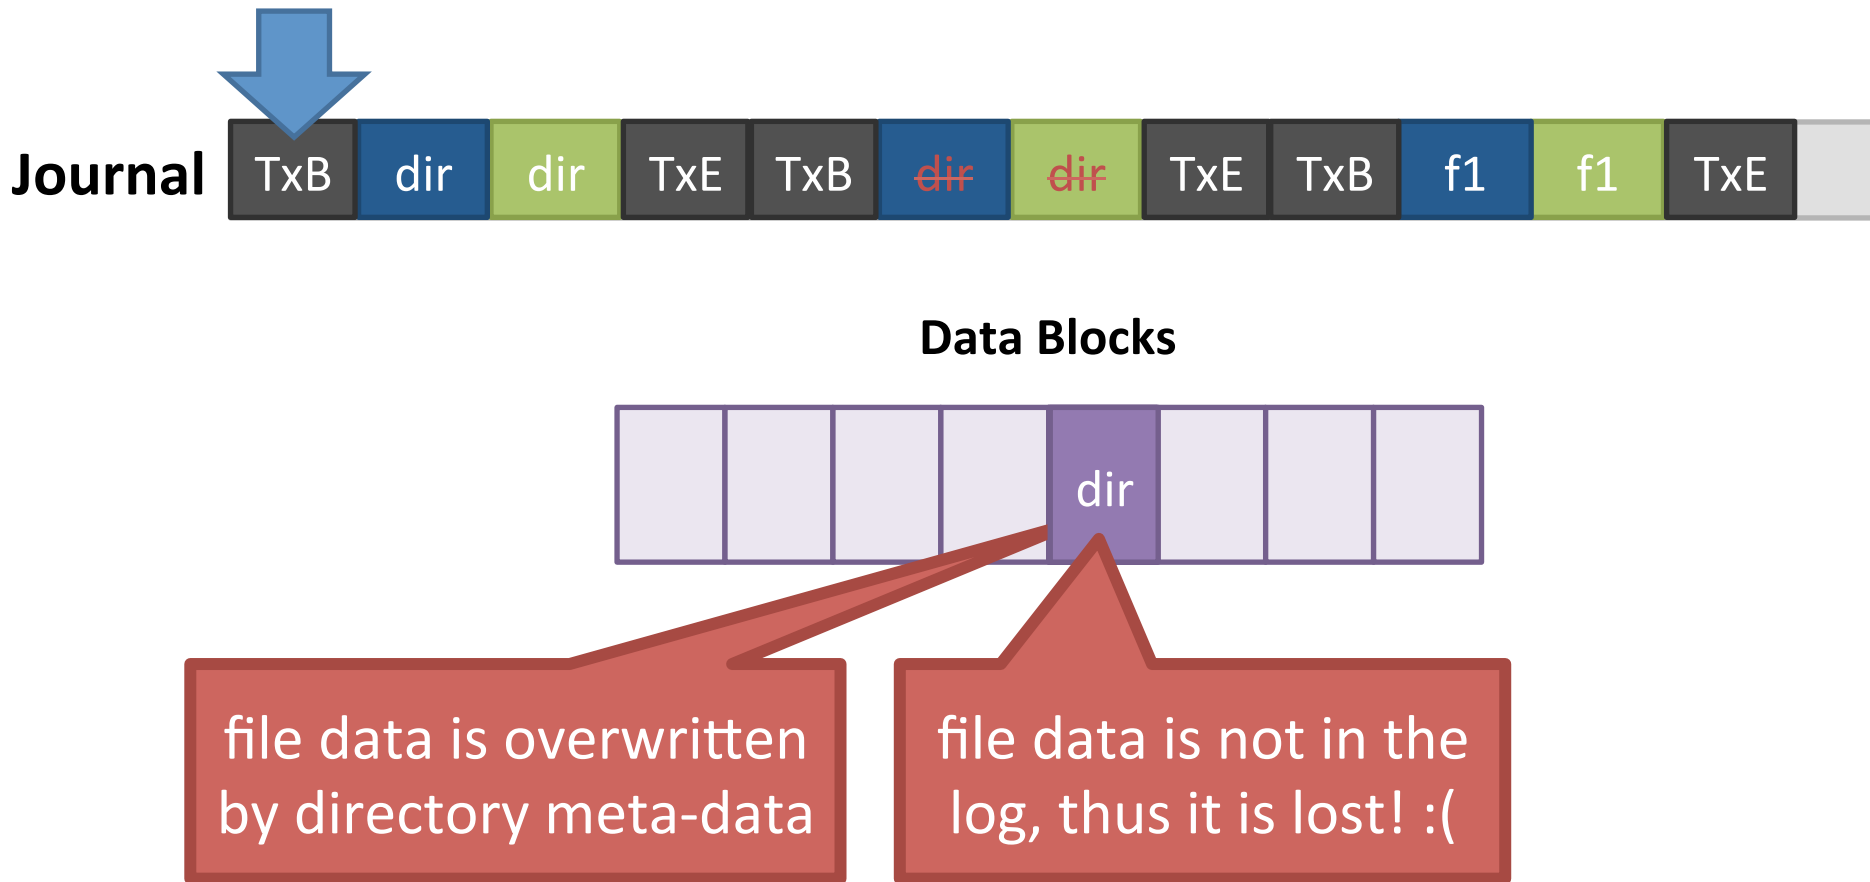 Journal TxB dir dir TxE TxB dir dir TxE TxB f1 f1 TxE
Data Blocks
dir
file data is overwritten
by directory meta-data
file data is not in the
log, thus it is lost! :(